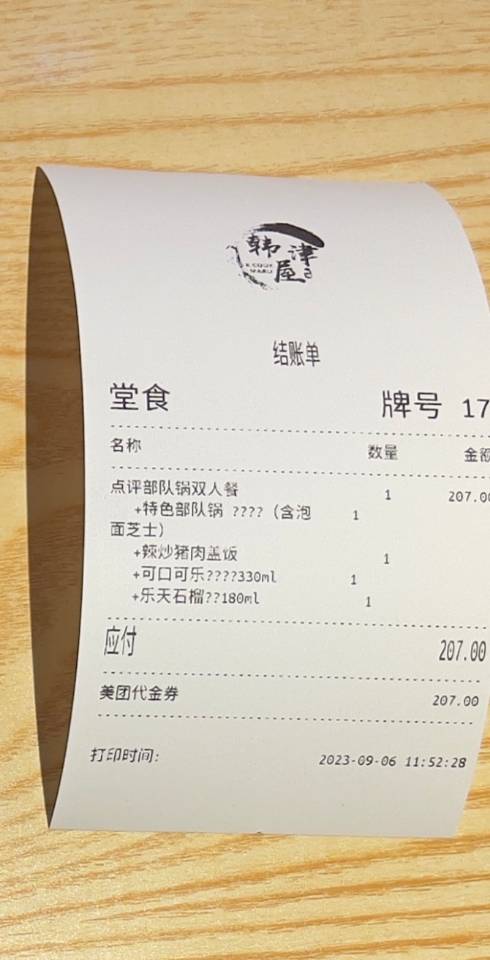 韩津屋
结账单
堂食 牌号 17
名称 数量 金额
点评部队锅双人餐 1 207.00
+特色部队锅 ????（含泡 1
面芝士）
+辣炒猪肉盖饭 1
+可口可乐????330ml 1
+乐天石榴??180ml 1
应付 207.00
美团代金券 207.00
打印时间: 2023-09-06 11:52:28